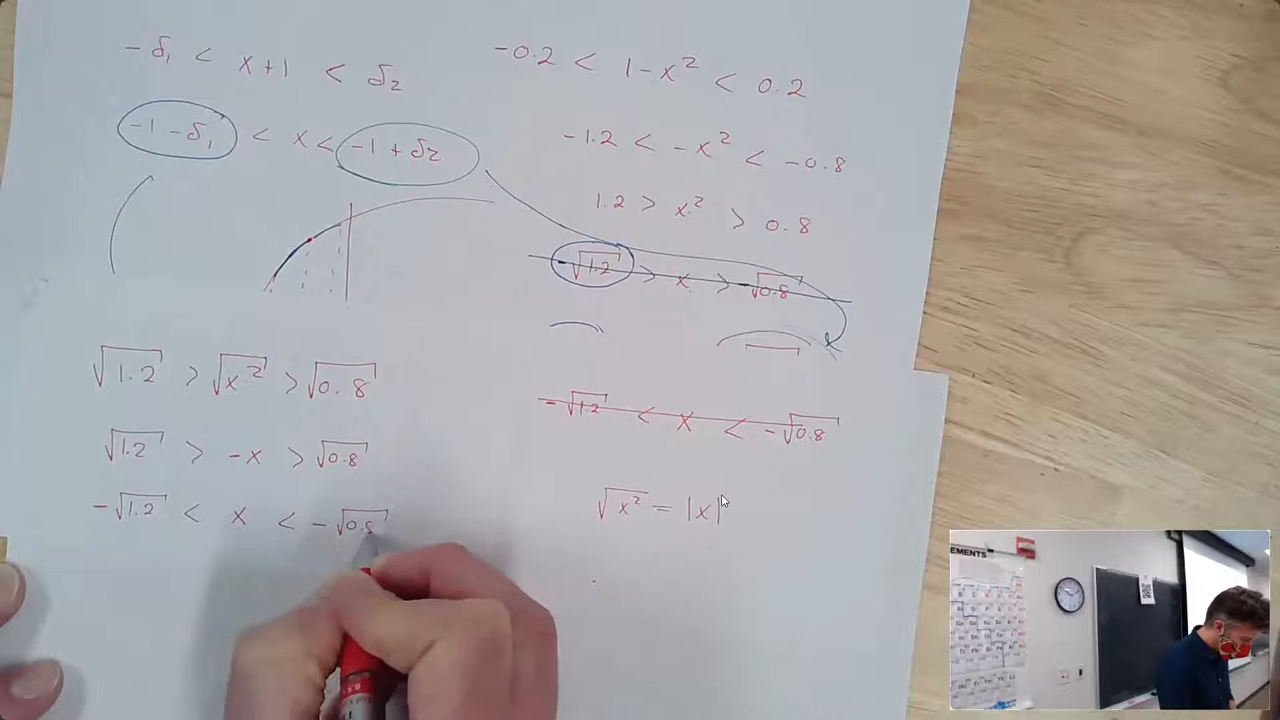 -δ₁ < x+1 < δ₂
-1-δ₁ < x < -1+δ₂
-0.2 < 1-x² < 0.2
-1.2 < -x² < -0.8
1.2 > x² > 0.8
-√1.2 > x > -√0.8
-√1.2 < x < -√0.8
√1.2 > √x² > √0.8
√1.2 > -x > √0.8
-√1.2 < x < -√0.8
√x² = |x|
EMENTS